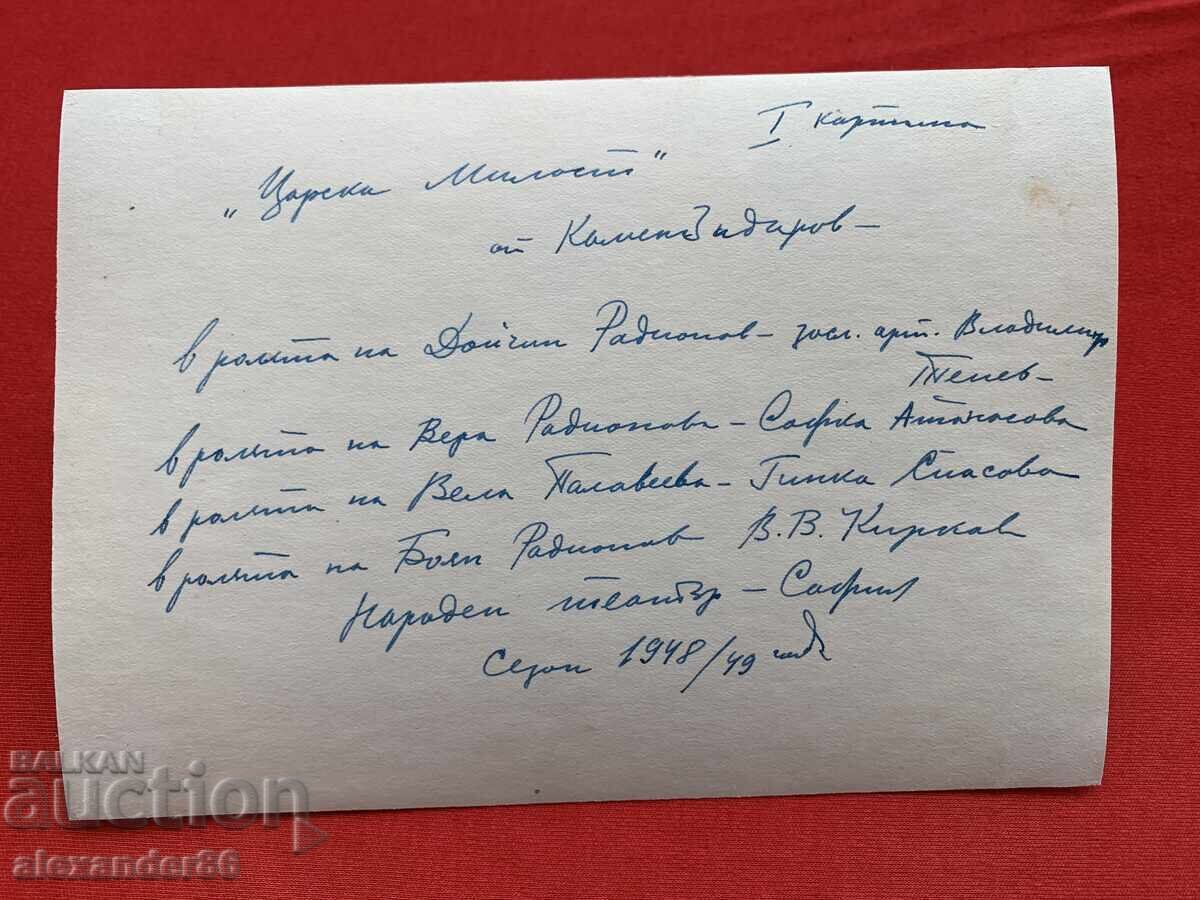 I картина
„Царска Милост"
от Камен Зидаров –
в ролята на Дойчин Радионов – засл. арт. Владимир
Тенев –
в ролята на Вера Радионова – Софка Атанасова
в ролята на Вела Палавеева – Гинка Спасова
в ролята на Боян Радионов В. В. Кирков
Народен театър – София
Сезон 1948/49 год.
BALKAN
auction
alexander86